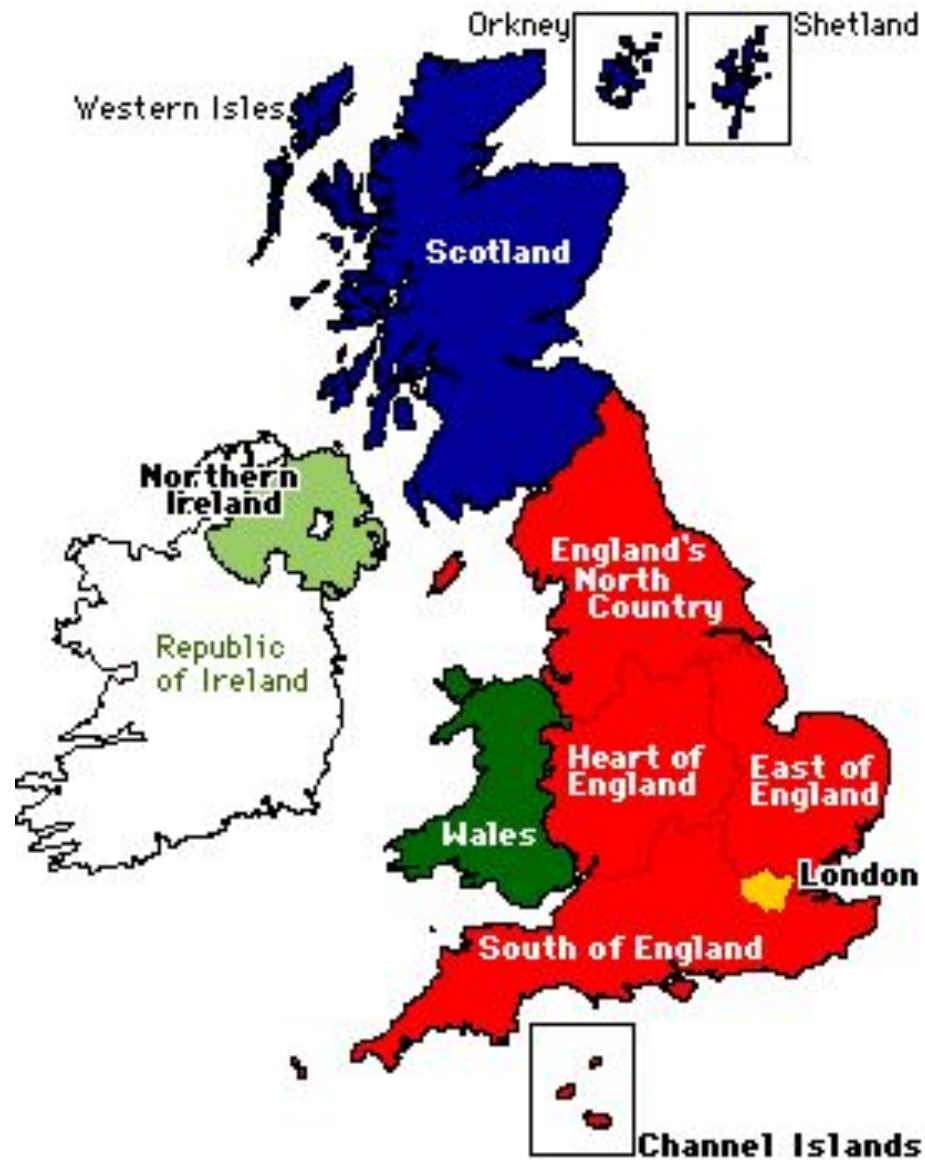 Orkney
Shetland
Western Isles
Scotland
Northern
Ireland
England's
North
Country
Republic
of Ireland
Heart of
England
East of
England
Wales
London
South of England
Channel Islands